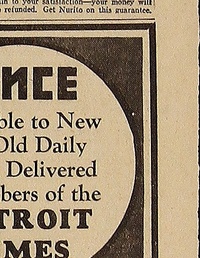 in to your satisfaction—your money will
refunded. Get Nurito on this guarantee.
NCE
ble to New
Old Daily
Delivered
bers of the
TROIT
MES